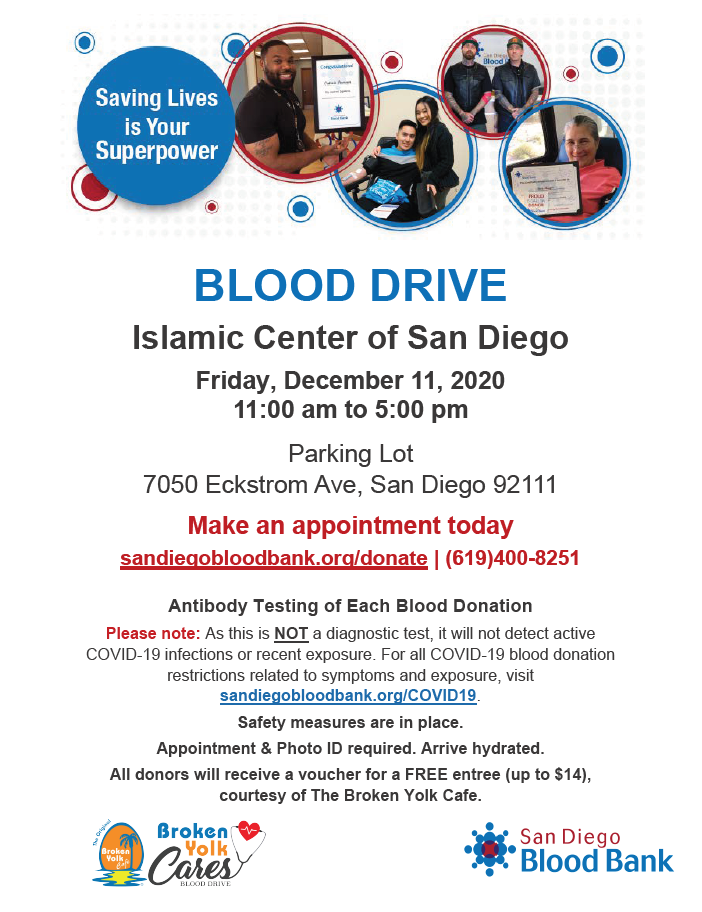 Saving Lives
is Your
Superpower
Congratulations!
San Diego
Blood Bank
BLOOD DRIVE
Islamic Center of San Diego
Friday, December 11, 2020
11:00 am to 5:00 pm
Parking Lot
7050 Eckstrom Ave, San Diego 92111
Make an appointment today
sandiegobloodbank.org/donate | (619)400-8251
Antibody Testing of Each Blood Donation
Please note: As this is NOT a diagnostic test, it will not detect active
COVID-19 infections or recent exposure. For all COVID-19 blood donation
restrictions related to symptoms and exposure, visit
sandiegobloodbank.org/COVID19.
Safety measures are in place.
Appointment & Photo ID required. Arrive hydrated.
All donors will receive a voucher for a FREE entree (up to $14),
courtesy of The Broken Yolk Cafe.
The Original
Broken
Yolk
Cafe
Broken
Yolk
Cares
BLOOD DRIVE
San Diego
Blood Bank